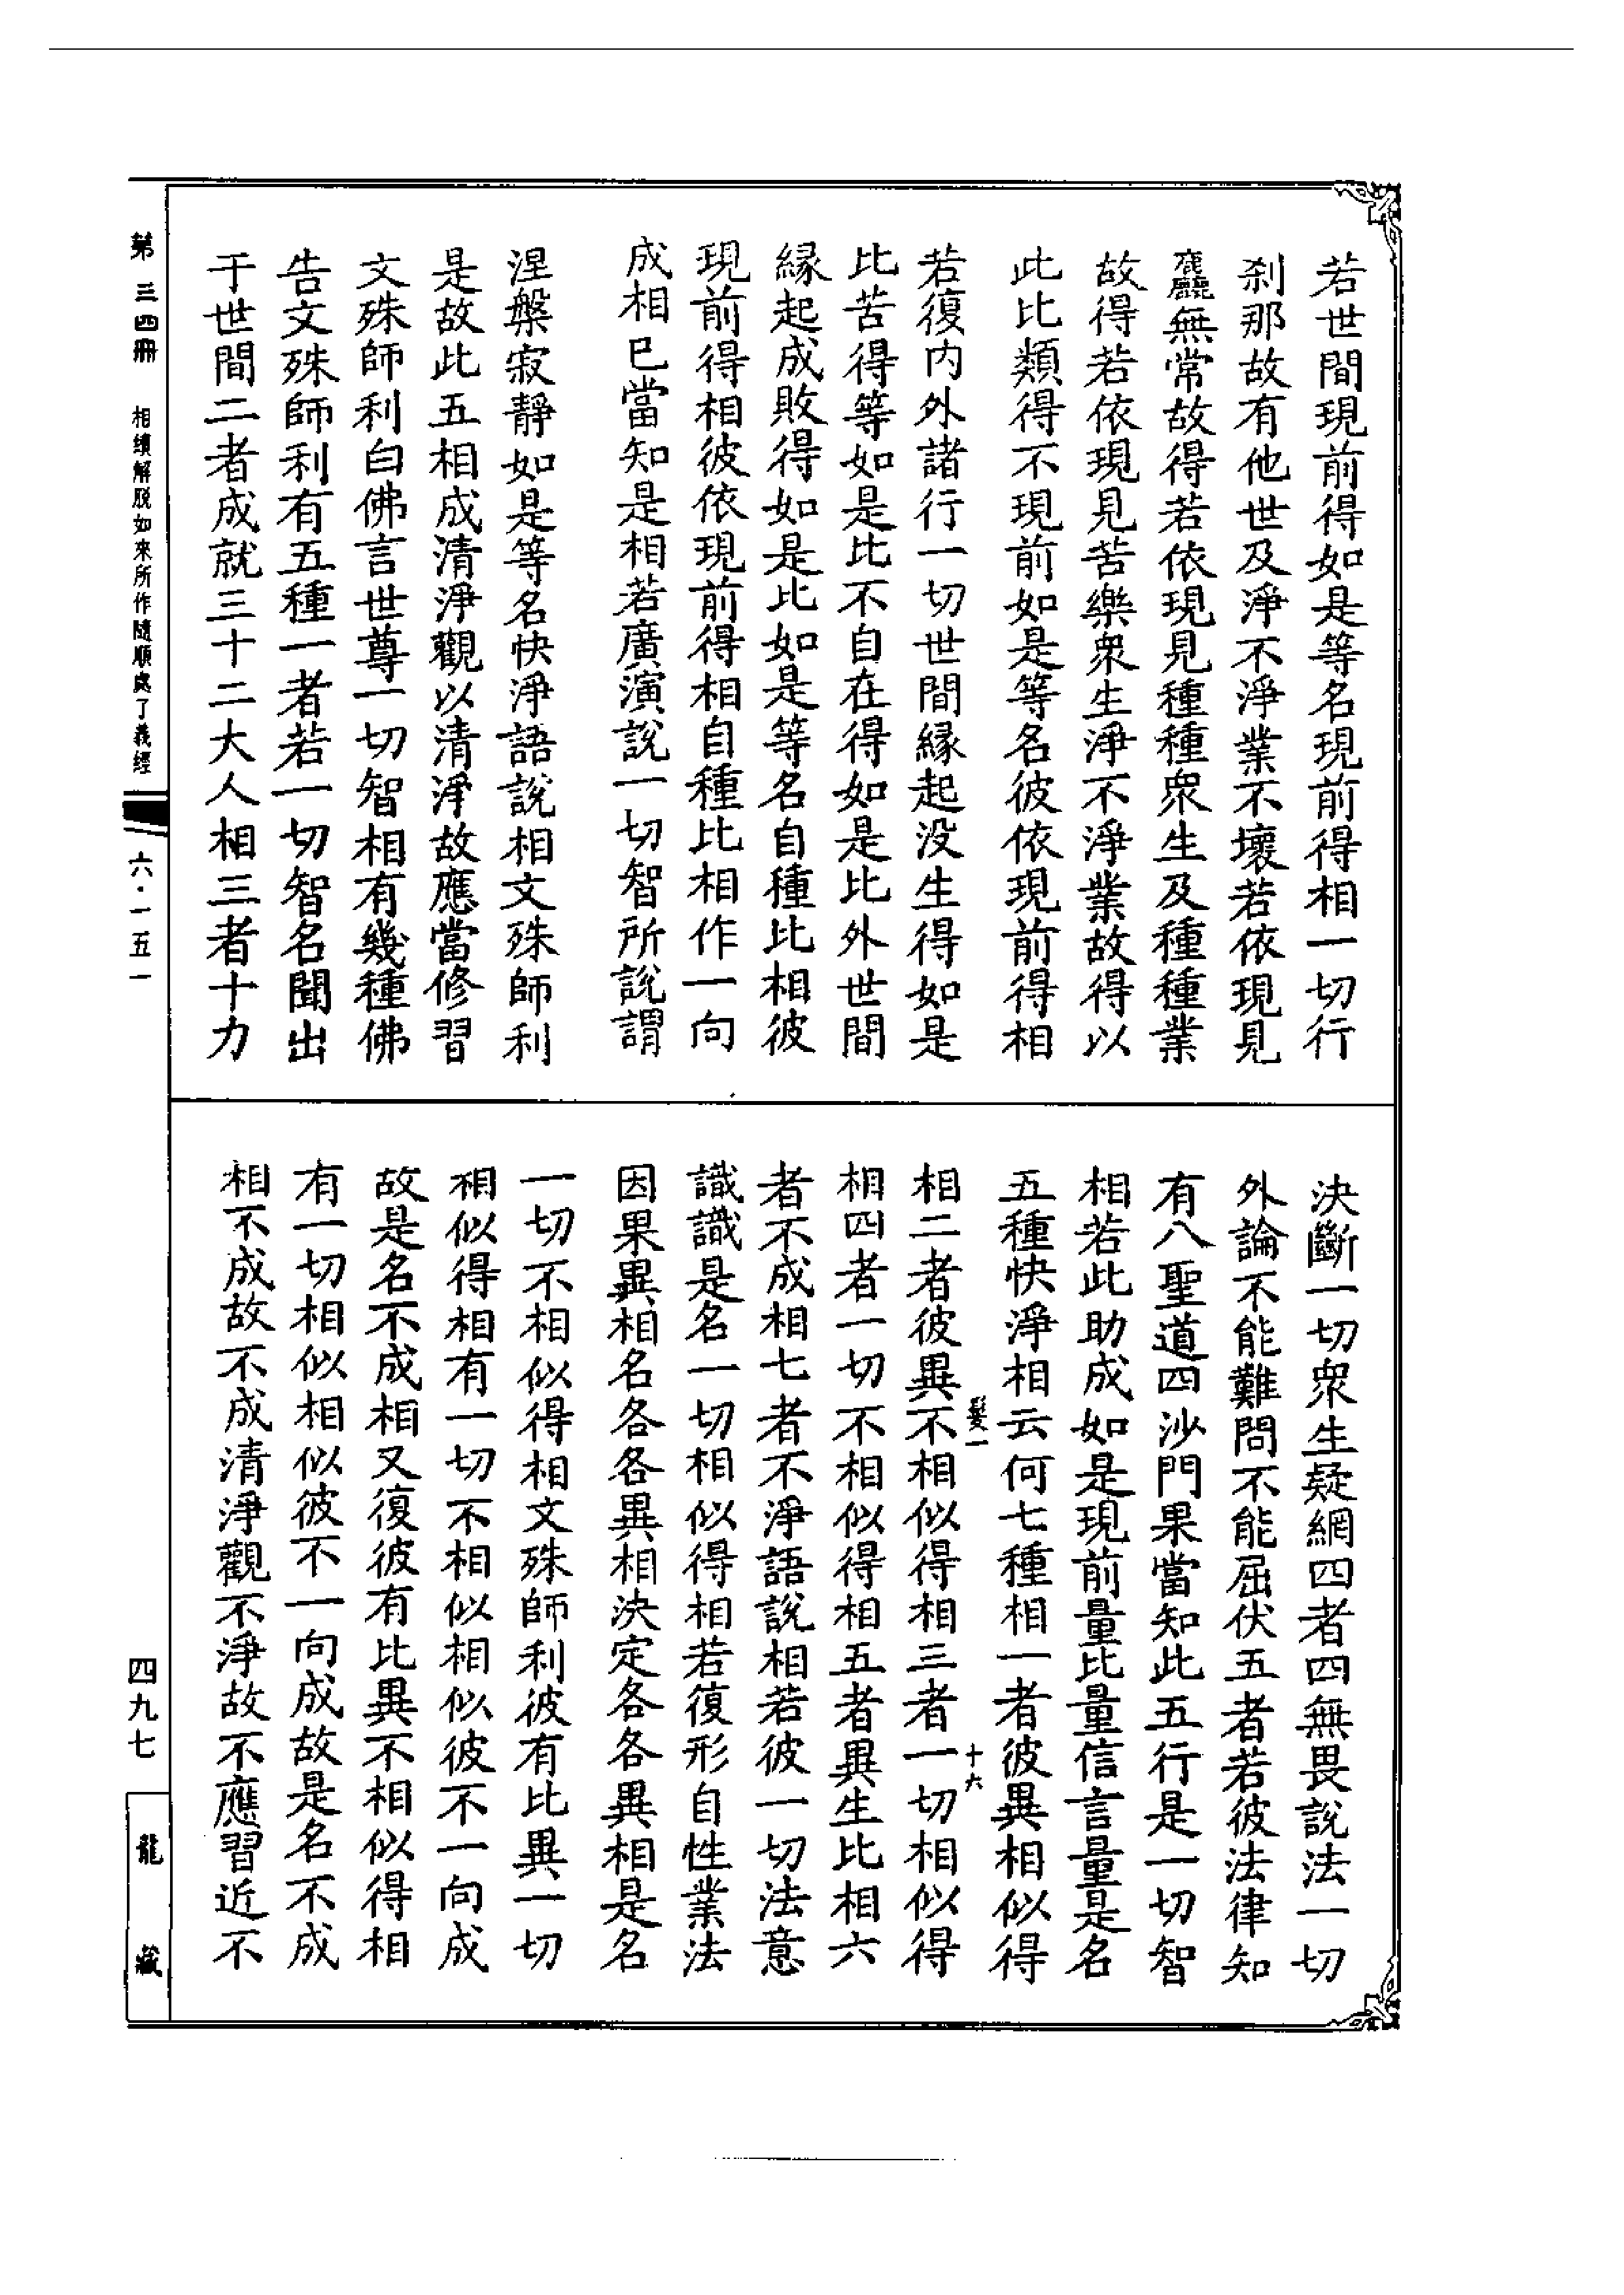 若世間現前得如是等名現前得相一切行
刹那故有他世及淨不淨業不壞若依現見
麤無常故得若依現見種種衆生及種種業
故得若依現見苦樂衆生淨不淨業故得以
此比類得不現前如是等名彼依現前得相
若復内外諸行一切世間緣起没生得如是
比苦得等如是比不自在得如是比外世間
緣起成敗得如是比如是等名自種比相彼
現前得相彼依現前得相自種比相作一向
成相已當知是相若廣演說一切智所說謂
涅槃寂靜如是等名快淨語說相文殊師利
是故此五相成清淨觀以清淨故應當修習
文殊師利白佛言世尊一切智相有幾種佛
告文殊師利有五種一者若一切智名聞出
于世間二者成就三十二大人相三者十力
決斷一切衆生疑網四者四無畏說法一切
外論不能難問不能屈伏五者若彼法律知
有八聖道四沙門果當知此五行是一切智
相若此助成如是現前量比量信言量是名
五種快淨相云何七種相一者彼異相似得
相二者彼異不相似得相三者一切相似得
髮一 十六
相四者一切不相似得相五者異生比相六
者不成相七者不淨語說相若彼一切法意
識識是名一切相似得相若復形自性業法
因果異相名各各異相決定各各異相是名
一切不相似得相文殊師利彼有比異一切
相似得相有一切不相似相似彼不一向成
故是名不成相又復彼有比異不相似得相
有一切相似相似彼不一向成故是名不成
相不成故不成清淨觀不淨故不應習近不
第三四冊 相續解脱如來所作隨順處了義經 六·一五一 四九七 龍藏